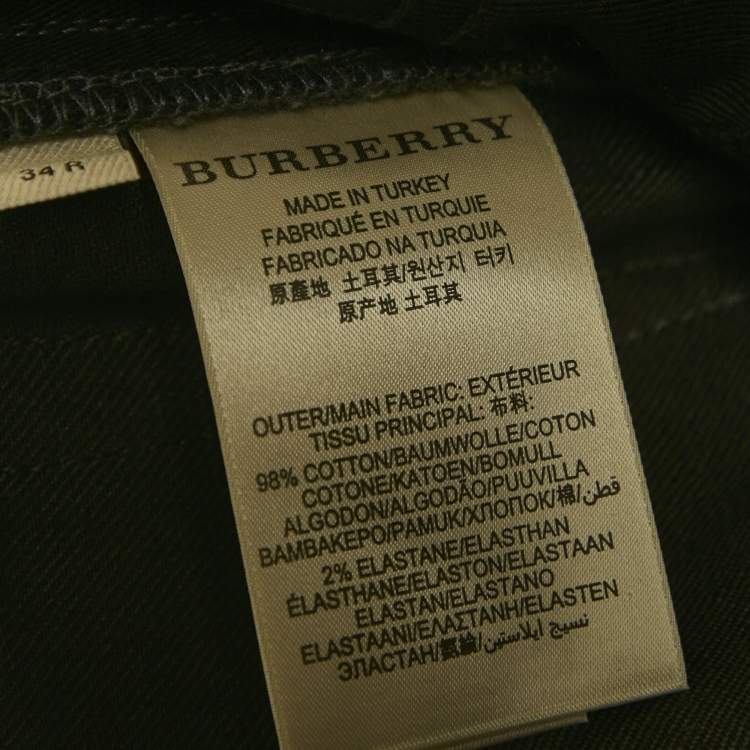 34 R
BURBERRY
MADE IN TURKEY
FABRIQUÉ EN TURQUIE
FABRICADO NA TURQUIA
原產地 土耳其/원산지 터키
原产地 土耳其
OUTER/MAIN FABRIC: EXTÉRIEUR
TISSU PRINCIPAL: 布料:
98% COTTON/BAUMWOLLE/COTON
COTONE/KATOEN/BOMULL
ALGODON/ALGODÃO/PUUVILLA
ΒΑΜΒΑΚΕΡΟ/PAMUK/ХЛОПОК/棉/قطن
2% ELASTANE/ELASTHAN
ÉLASTHANE/ELASTON/ELASTAAN
ELASTAN/ELASTANO
ELASTAANI/ΕΛΑΣΤΑΝΗ/ELASTEN
ЭЛАСТАН/氨綸/نسيج ايلاستين